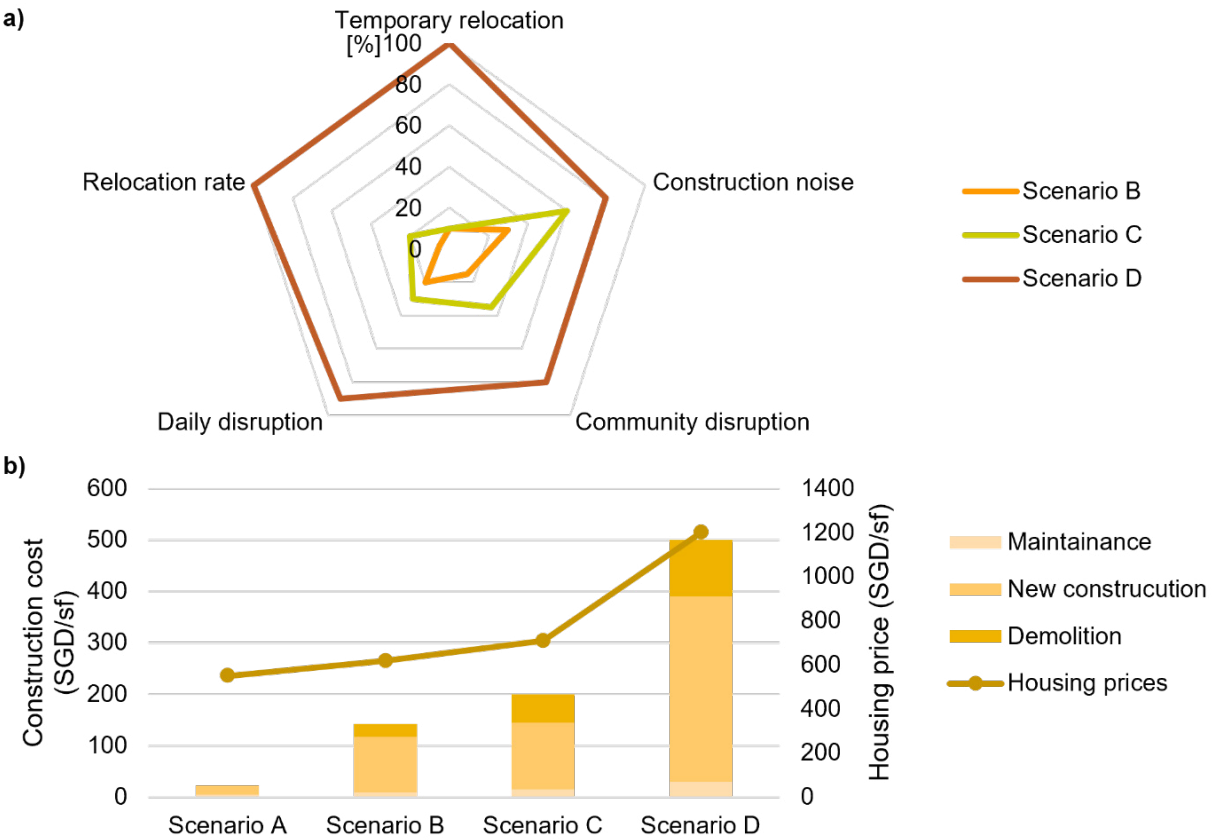 a)
Temporary relocation
[%]100
80
60
40
20
0
Relocation rate
Construction noise
Daily disruption
Community disruption
Scenario B
Scenario C
Scenario D
b)
Construction cost
(SGD/sf)
600
500
400
300
200
100
0
Scenario A
Scenario B
Scenario C
Scenario D
1400
1200
1000
800
600
400
200
0
Housing price (SGD/sf)
Maintainance
New construcution
Demolition
Housing prices